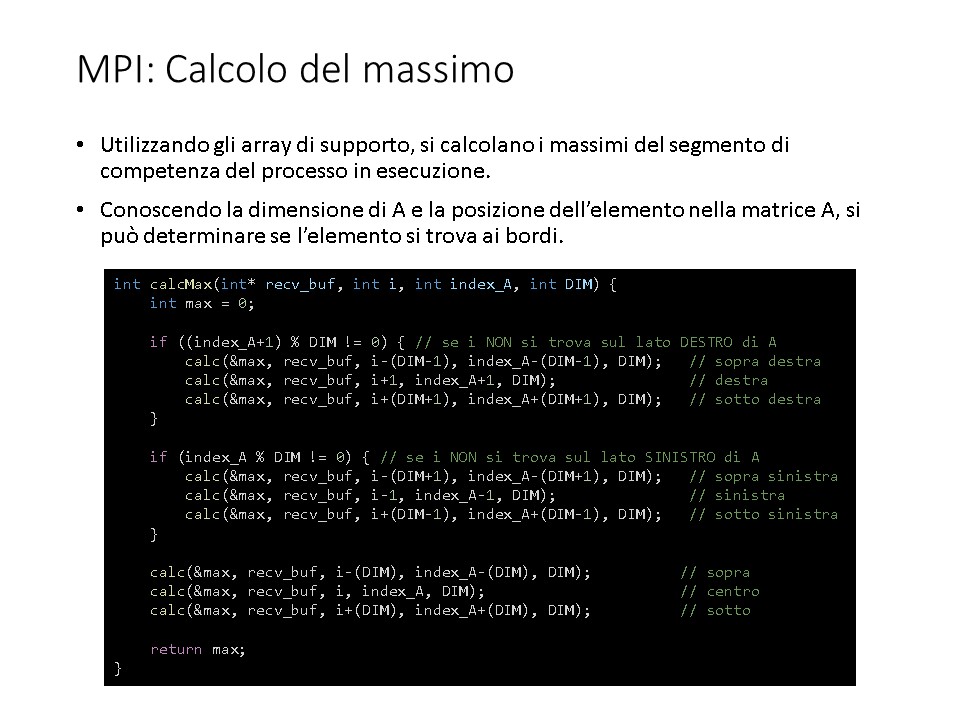 MPI: Calcolo del massimo
• Utilizzando gli array di supporto, si calcolano i massimi del segmento di
competenza del processo in esecuzione.
• Conoscendo la dimensione di A e la posizione dell’elemento nella matrice A, si
può determinare se l’elemento si trova ai bordi.
int calcMax(int* recv_buf, int i, int index_A, int DIM) {
    int max = 0;
    if ((index_A+1) % DIM != 0) { // se i NON si trova sul lato DESTRO di A
        calc(&max, recv_buf, i-(DIM-1), index_A-(DIM-1), DIM);   // sopra destra
        calc(&max, recv_buf, i+1, index_A+1, DIM);               // destra
        calc(&max, recv_buf, i+(DIM+1), index_A+(DIM+1), DIM);   // sotto destra
    }
    if (index_A % DIM != 0) { // se i NON si trova sul lato SINISTRO di A
        calc(&max, recv_buf, i-(DIM+1), index_A-(DIM+1), DIM);   // sopra sinistra
        calc(&max, recv_buf, i-1, index_A-1, DIM);               // sinistra
        calc(&max, recv_buf, i+(DIM-1), index_A+(DIM-1), DIM);   // sotto sinistra
    }
    calc(&max, recv_buf, i-(DIM), index_A-(DIM), DIM);          // sopra
    calc(&max, recv_buf, i, index_A, DIM);                      // centro
    calc(&max, recv_buf, i+(DIM), index_A+(DIM), DIM);          // sotto
    return max;
}